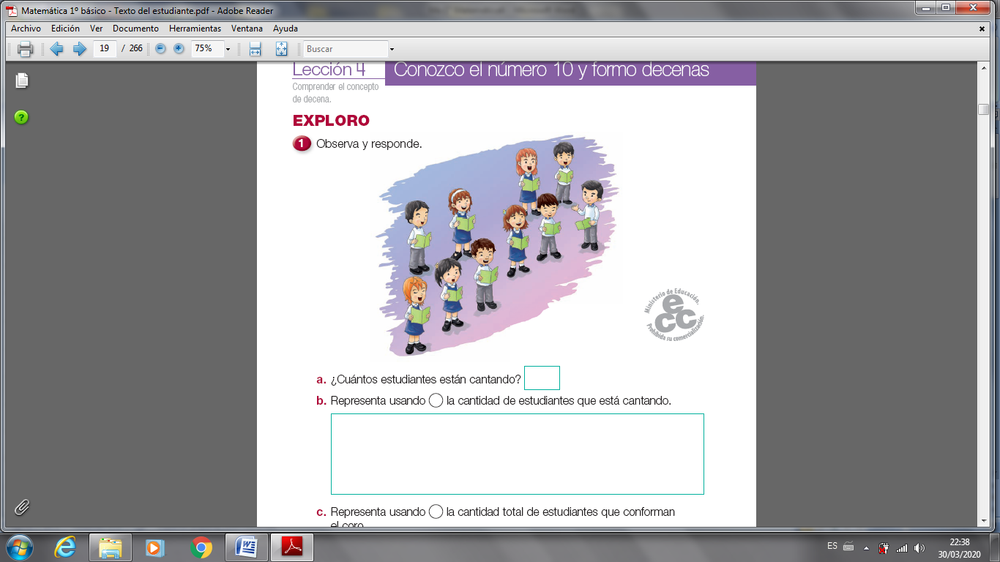 Matemática 1º básico - Texto del estudiante.pdf - Adobe Reader
Archivo Edición Ver Documento Herramientas Ventana Ayuda
19 / 266 75% Buscar
Lección 4 Conozco el número 10 y formo decenas
Comprender el concepto
de decena.
EXPLORO
1 Observa y responde.
Ministerio de Educación.
ecc
Prohibida su comercialización.
a. ¿Cuántos estudiantes están cantando?
b. Representa usando la cantidad de estudiantes que está cantando.
c. Representa usando la cantidad total de estudiantes que conforman
el coro
ES
22:38
30/03/2020